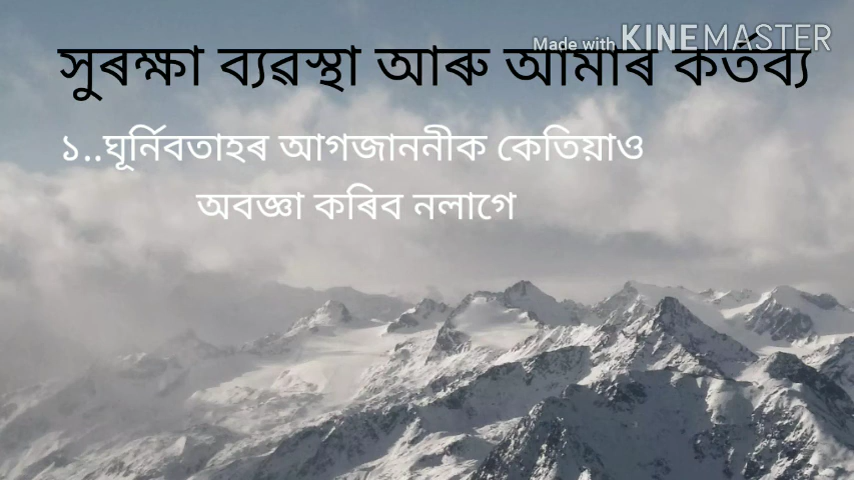 Made with KINEMASTER
সুৰক্ষা ব্যৱস্থা আৰু আমাৰ কৰ্তব্য
১..ঘূৰ্নিবতাহৰ আগজাননীক কেতিয়াও
অবজ্ঞা কৰিব নলাগে